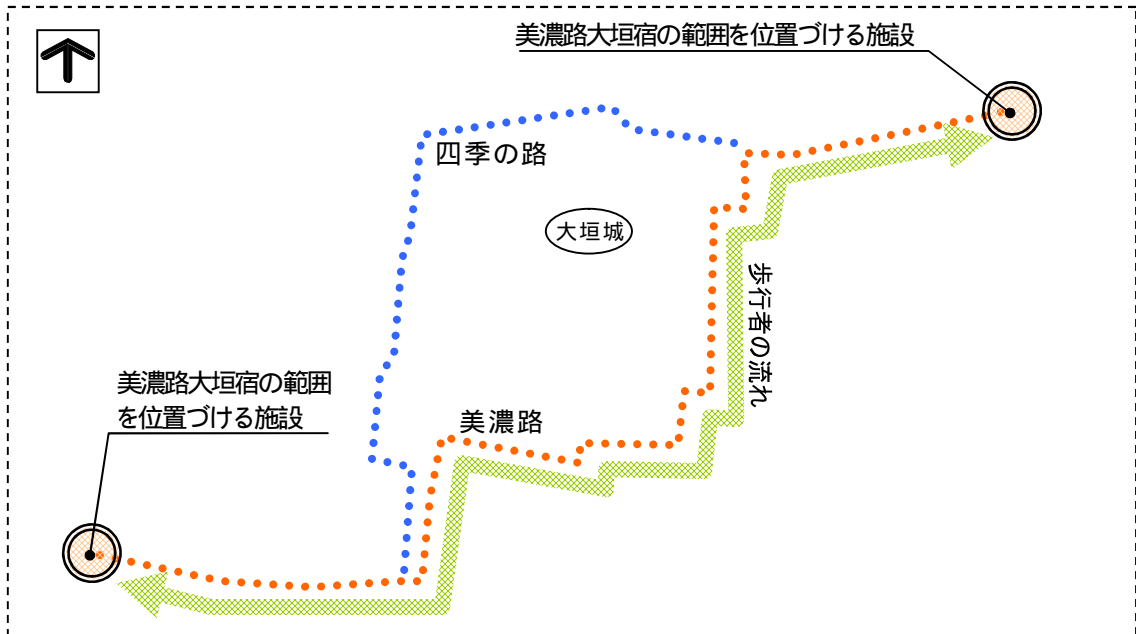 美濃路大垣宿の範囲を位置づける施設
四季の路
大垣城
歩行者の流れ
美濃路大垣宿の範囲
を位置づける施設
美濃路